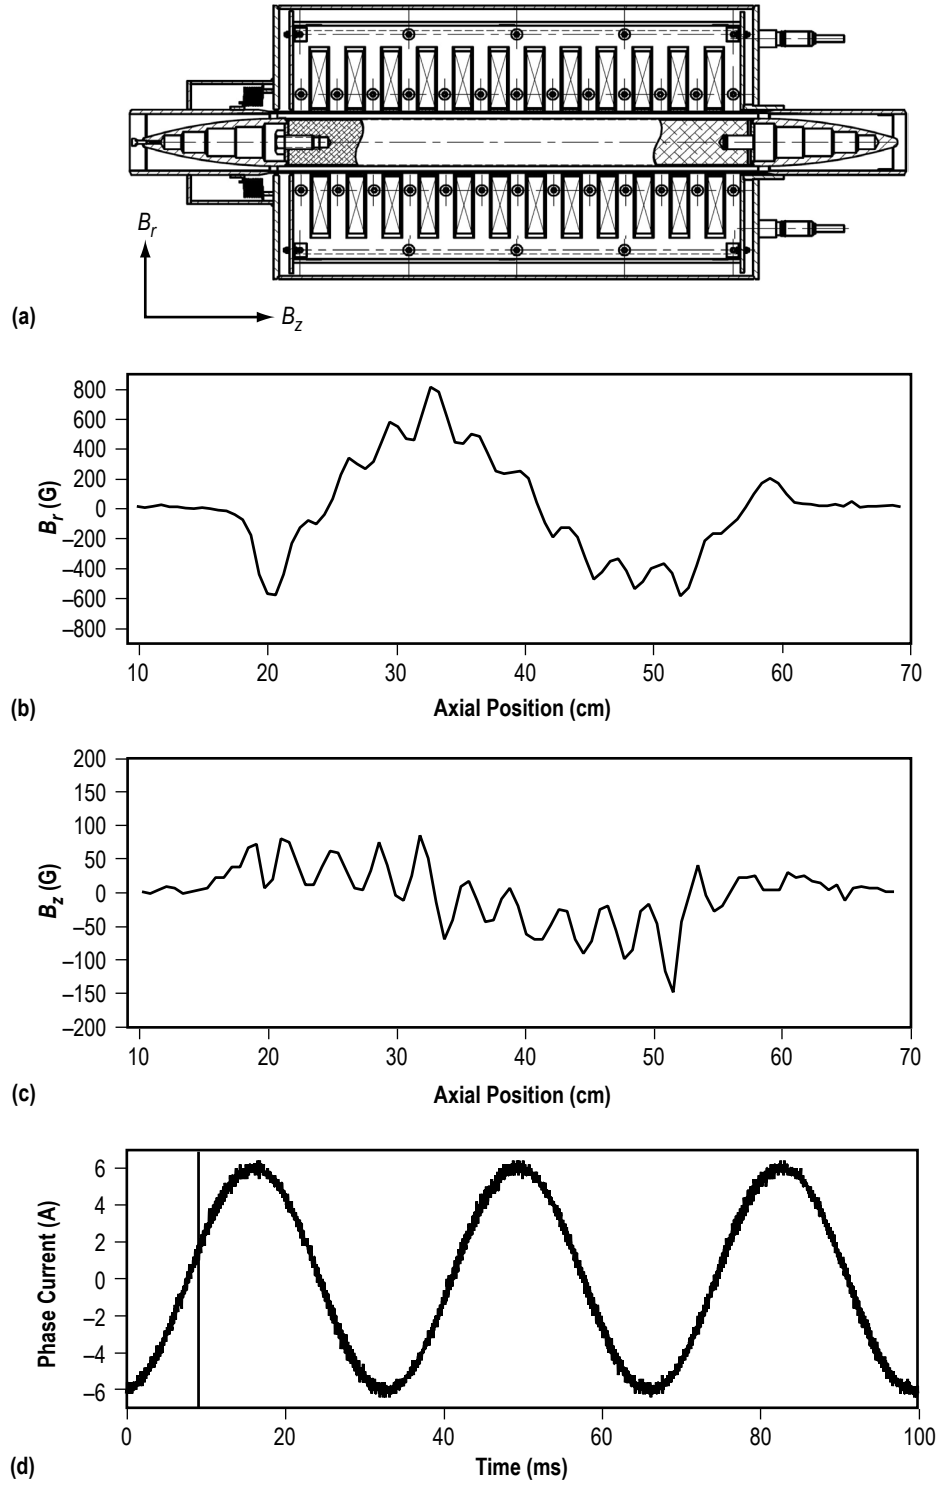 B_r
B_z
(a)
800
600
400
200
0
–200
–400
–600
–800
B_r (G)
10 20 30 40 50 60 70
Axial Position (cm)
(b)
200
150
100
50
0
–50
–100
–150
–200
B_z (G)
10 20 30 40 50 60 70
Axial Position (cm)
(c)
6
4
2
0
–2
–4
–6
Phase Current (A)
0 20 40 60 80 100
Time (ms)
(d)